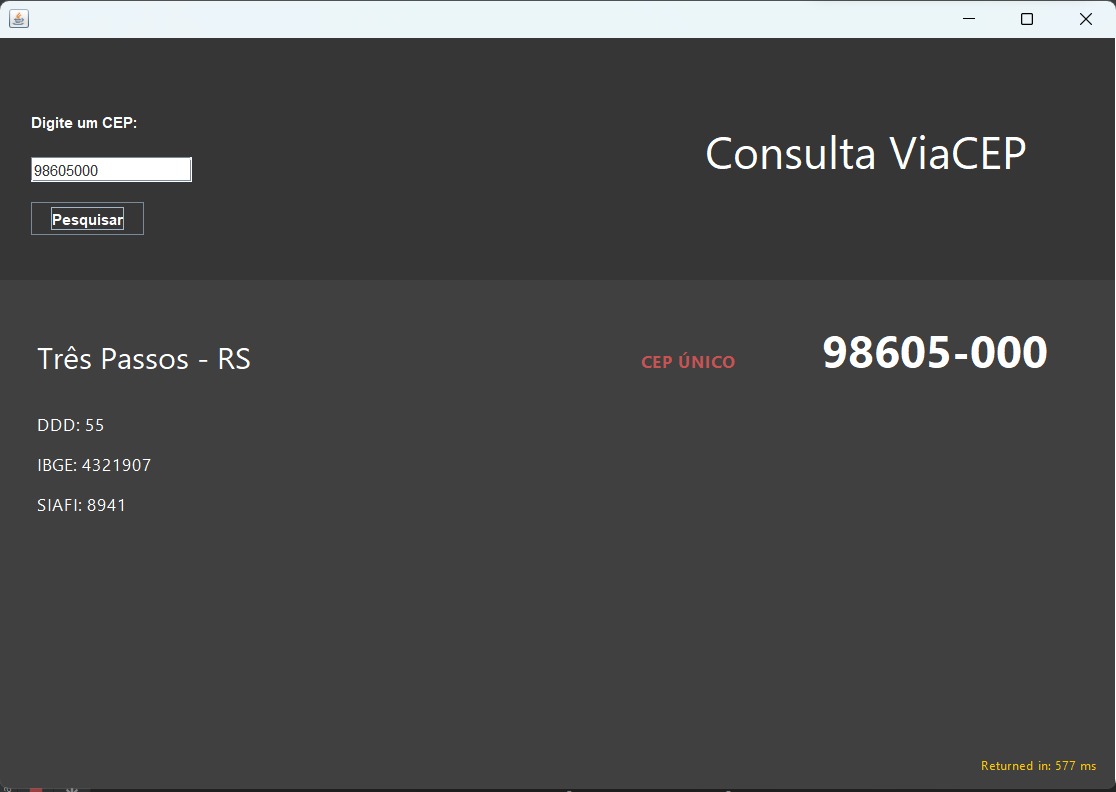 Digite um CEP:
98605000
Pesquisar
Consulta ViaCEP
Três Passos - RS
CEP ÚNICO
98605-000
DDD: 55
IBGE: 4321907
SIAFI: 8941
Returned in: 577 ms